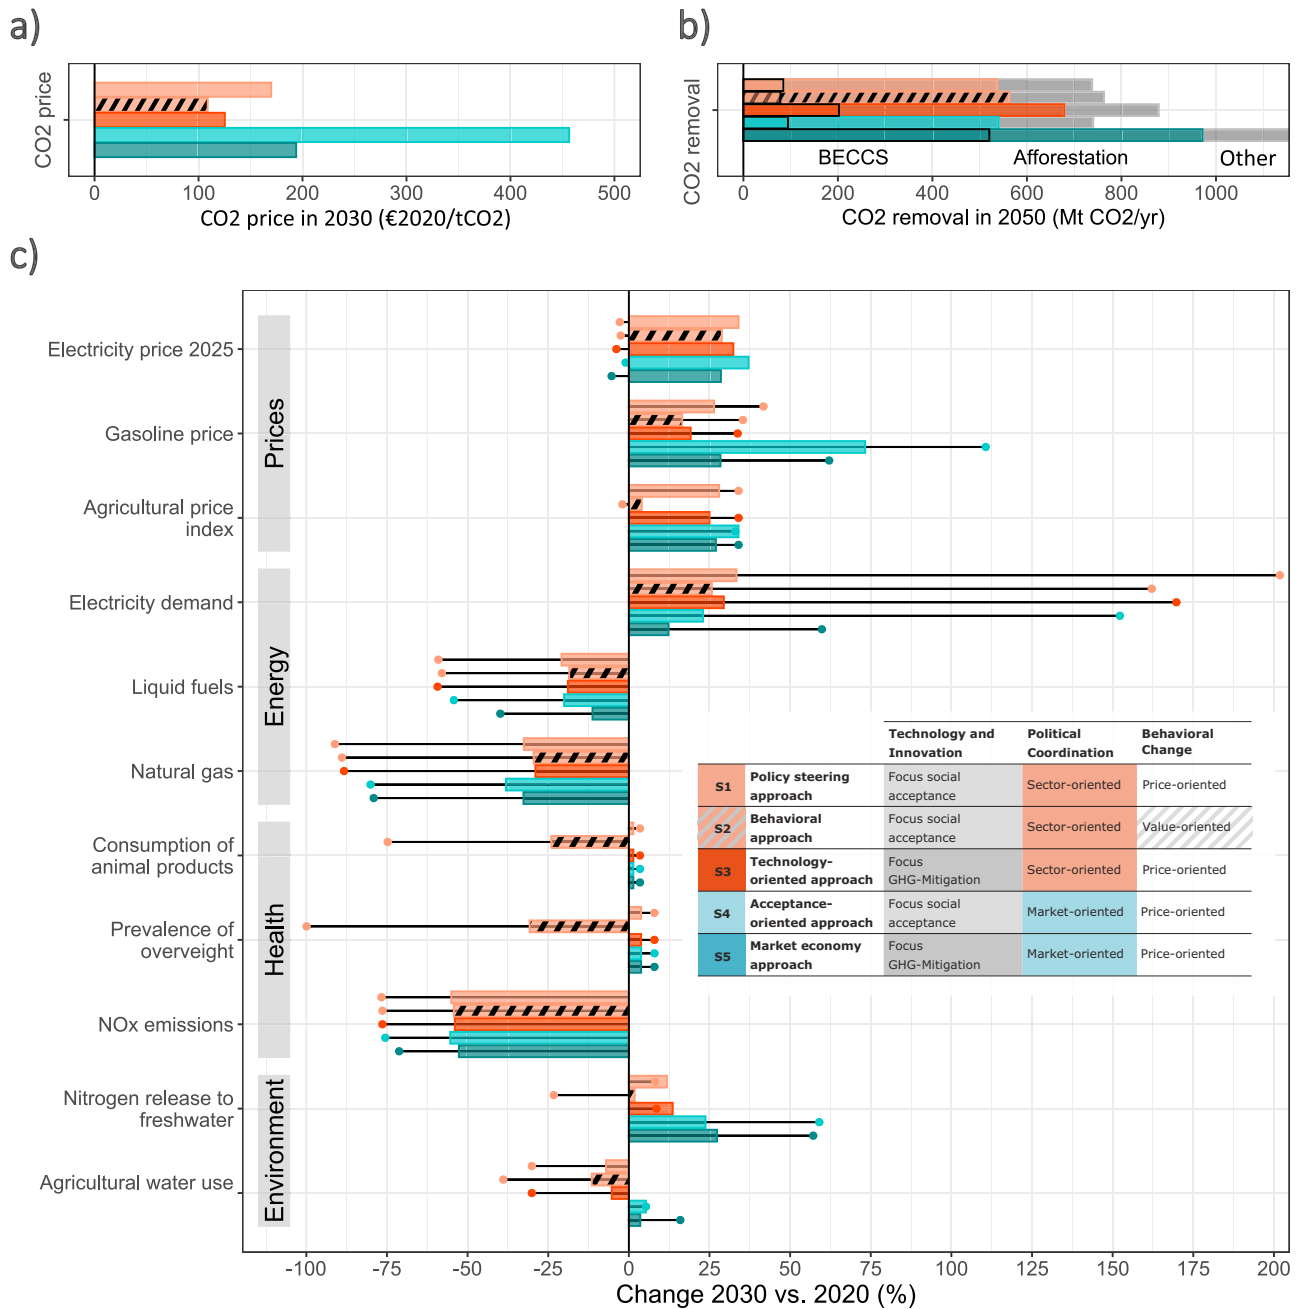 a)
CO2 price
0
100
200
300
400
500
CO2 price in 2030 (€2020/tCO2)
b)
CO2 removal
BECCS
Afforestation
Other
0
200
400
600
800
1000
CO2 removal in 2050 (Mt CO2/yr)
c)
Prices
Electricity price 2025
Gasoline price
Agricultural price
index
Energy
Electricity demand
Liquid fuels
Natural gas
Health
Consumption of
animal products
Prevalence of
overweight
NOx emissions
Environment
Nitrogen release to
freshwater
Agricultural water use
Technology and
Innovation
Political
Coordination
Behavioral
Change
S1
Policy steering
approach
Focus social
acceptance
Sector-oriented
Price-oriented
S2
Behavioral
approach
Focus social
acceptance
Sector-oriented
Value-oriented
S3
Technology-
oriented approach
Focus
GHG-Mitigation
Sector-oriented
Price-oriented
S4
Acceptance-
oriented approach
Focus social
acceptance
Market-oriented
Price-oriented
S5
Market economy
approach
Focus
GHG-Mitigation
Market-oriented
Price-oriented
-100
-75
-50
-25
0
25
50
75
100
125
150
175
200
Change 2030 vs. 2020 (%)